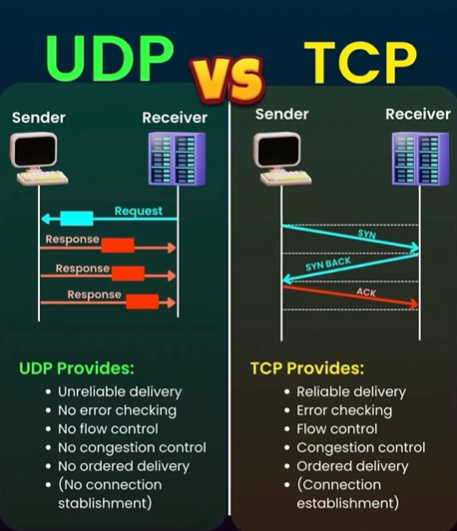 UDP VS TCP
Sender
Receiver
Request
Response
Response
Response
UDP Provides:
• Unreliable delivery
• No error checking
• No flow control
• No congestion control
• No ordered delivery
• (No connection
stablishment)
Sender
Receiver
SYN
SYN BACK
ACK
TCP Provides:
• Reliable delivery
• Error checking
• Flow control
• Congestion control
• Ordered delivery
• (Connection
establishment)